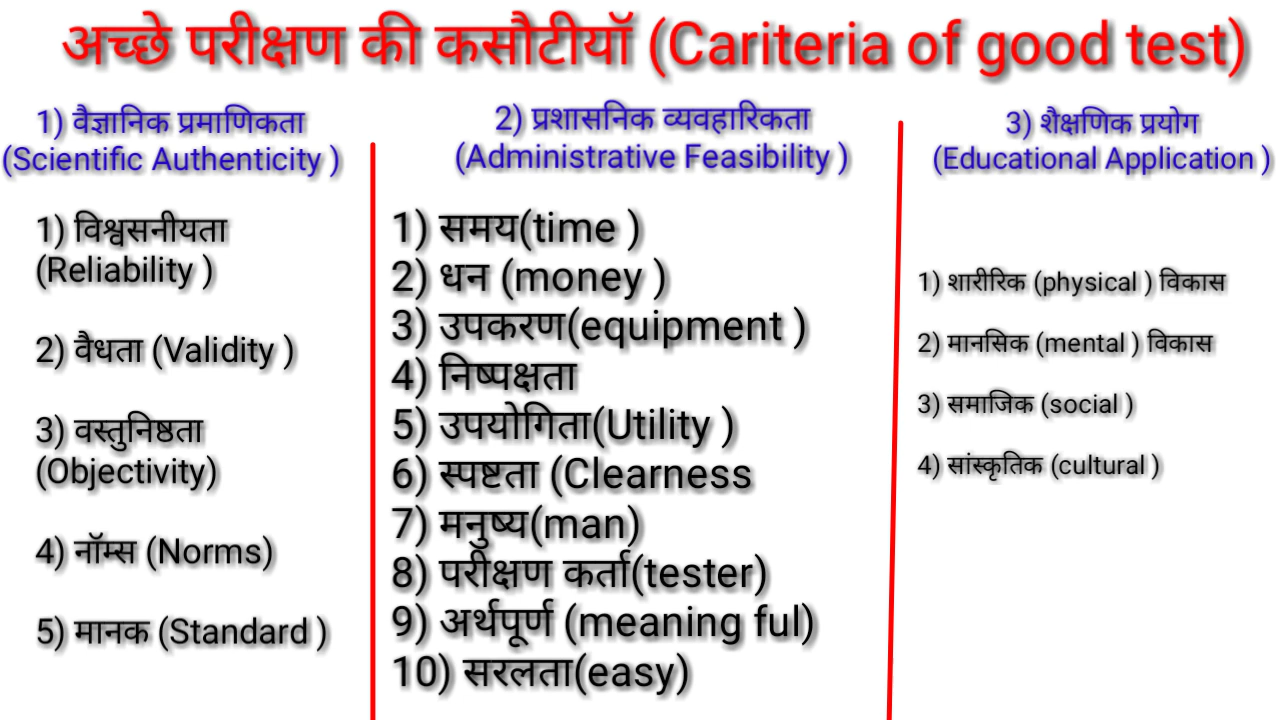 अच्छे परीक्षण की कसौटीयॉ (Cariteria of good test)
1) वैज्ञानिक प्रमाणिकता
(Scientific Authenticity )
1) विश्वसनीयता
(Reliability )
2) वैधता (Validity )
3) वस्तुनिष्ठता
(Objectivity)
4) नॉम्स (Norms)
5) मानक (Standard )
2) प्रशासनिक व्यवहारिकता
(Administrative Feasibility )
1) समय(time )
2) धन (money )
3) उपकरण(equipment )
4) निष्पक्षता
5) उपयोगिता(Utility )
6) स्पष्टता (Clearness
7) मनुष्य(man)
8) परीक्षण कर्ता(tester)
9) अर्थपूर्ण (meaning ful)
10) सरलता(easy)
3) शैक्षणिक प्रयोग
(Educational Application )
1) शारीरिक (physical ) विकास
2) मानसिक (mental ) विकास
3) समाजिक (social )
4) सांस्कृतिक (cultural )